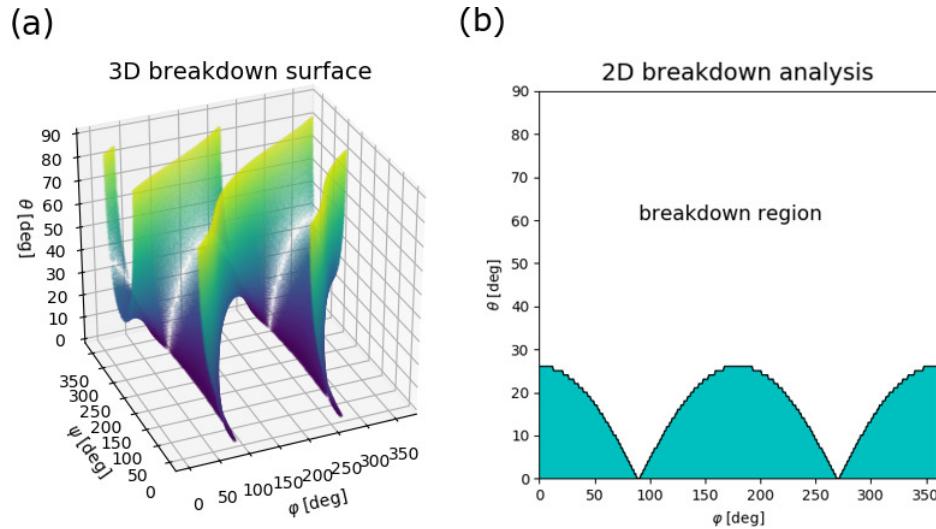 (a)
3D breakdown surface
90
80
70
60
50
40
30
20
10
0
θ [deg]
350
300
250
200
150
100
50
0
ψ [deg]
0 50 100 150 200 250 300 350
φ [deg]
(b)
2D breakdown analysis
90
80
70
60
50
40
30
20
10
0
θ [deg]
breakdown region
0 50 100 150 200 250 300 350
φ [deg]